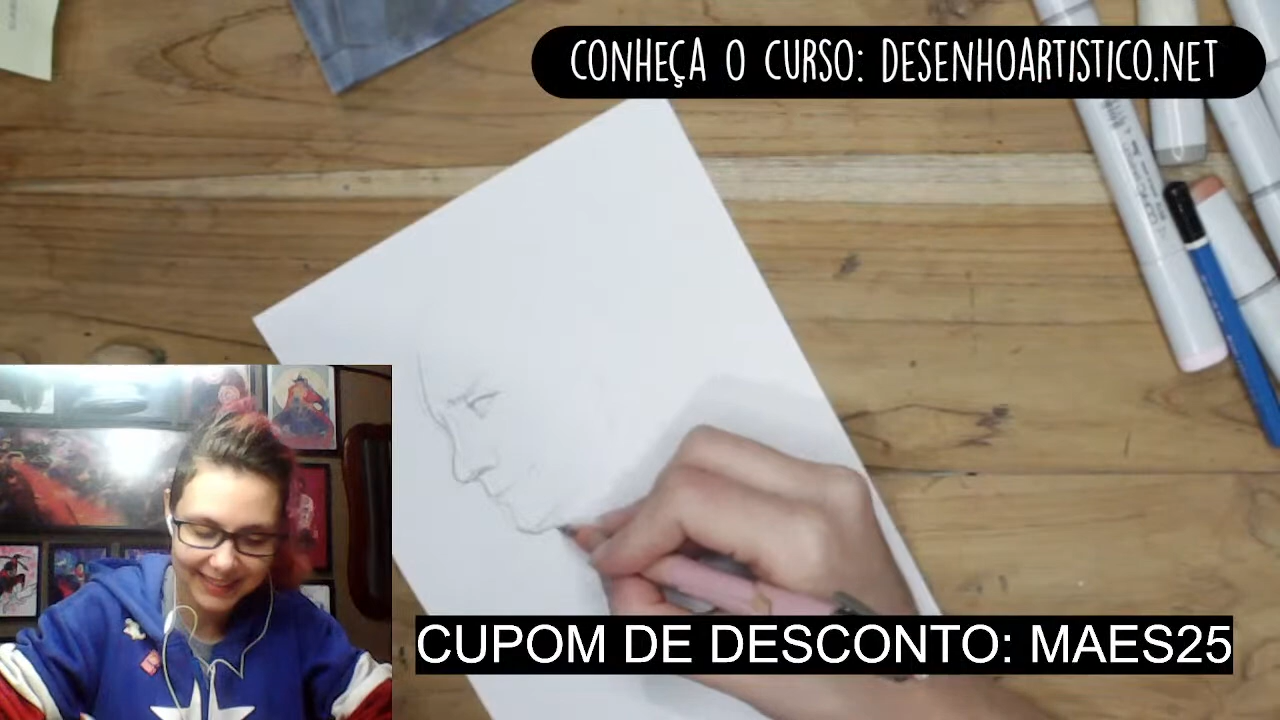 CONHEÇA O CURSO: DESENHOARTISTICO.NET
CUPOM DE DESCONTO: MAES25